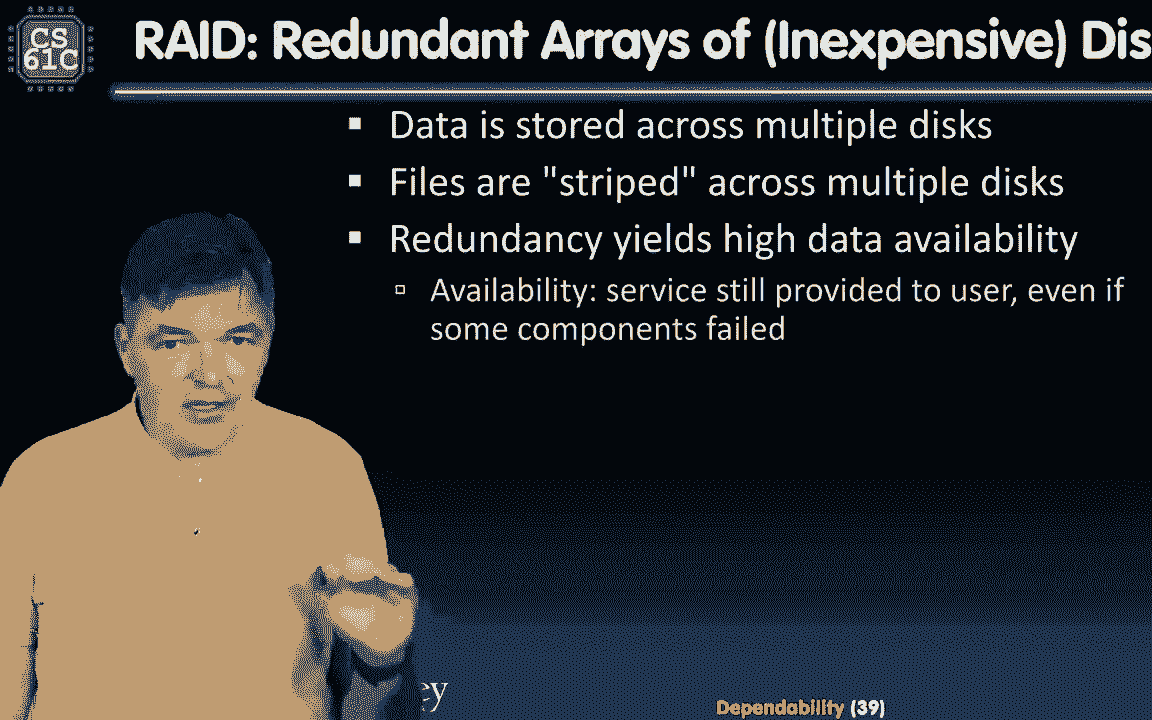 CS
61C
RAID: Redundant Arrays of (Inexpensive) Dis
Data is stored across multiple disks
Files are "striped" across multiple disks
Redundancy yields high data availability
Availability: service still provided to user, even if
some components failed
ey
Dependability (39)